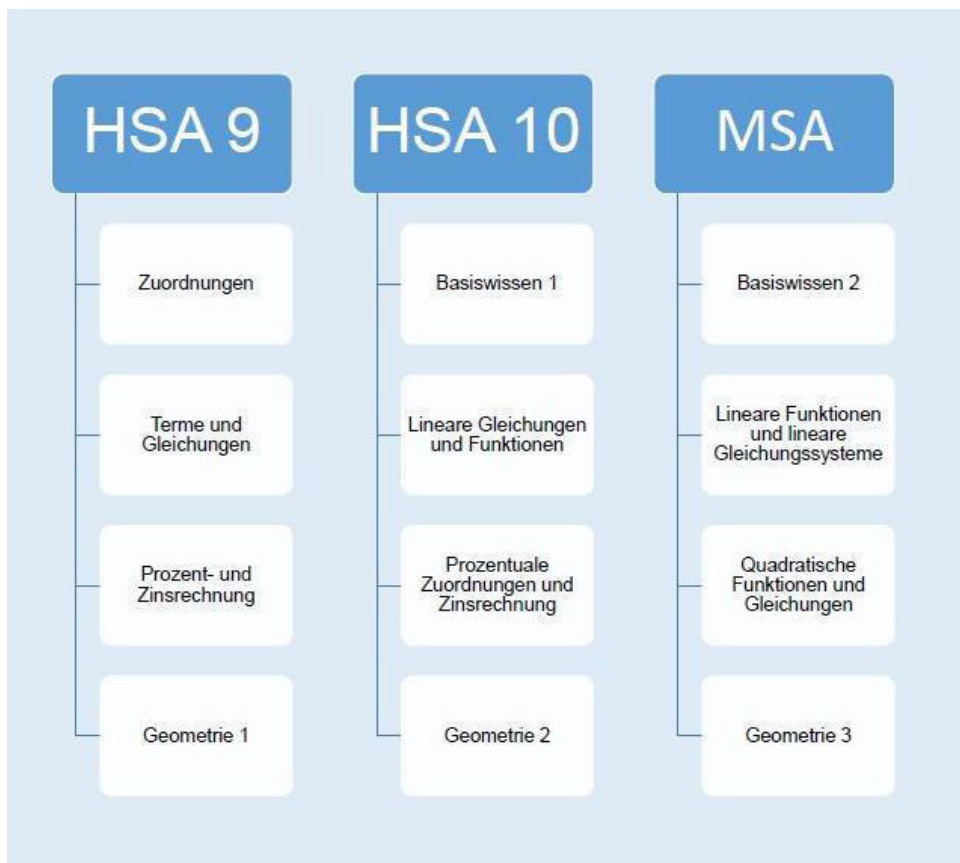 HSA 9
Zuordnungen
Terme und
Gleichungen
Prozent- und
Zinsrechnung
Geometrie 1
HSA 10
Basiswissen 1
Lineare Gleichungen
und Funktionen
Prozentuale
Zuordnungen und
Zinsrechnung
Geometrie 2
MSA
Basiswissen 2
Lineare Funktionen
und lineare
Gleichungssysteme
Quadratische
Funktionen und
Gleichungen
Geometrie 3